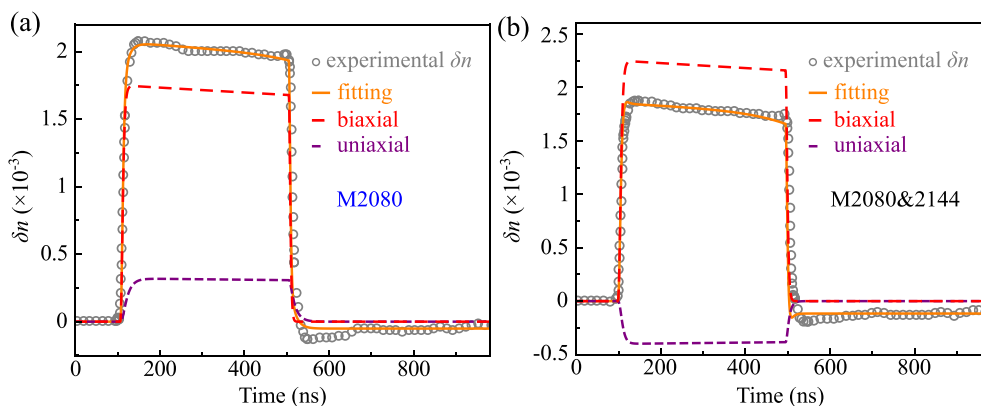 (a)
2
1.5
1
0.5
0
0
200
400
600
800
δn (×10⁻³)
Time (ns)
experimental δn
fitting
biaxial
uniaxial
M2080
(b)
2.5
2
1.5
1
0.5
0
-0.5
0
200
400
600
800
δn (×10⁻³)
Time (ns)
experimental δn
fitting
biaxial
uniaxial
M2080&2144